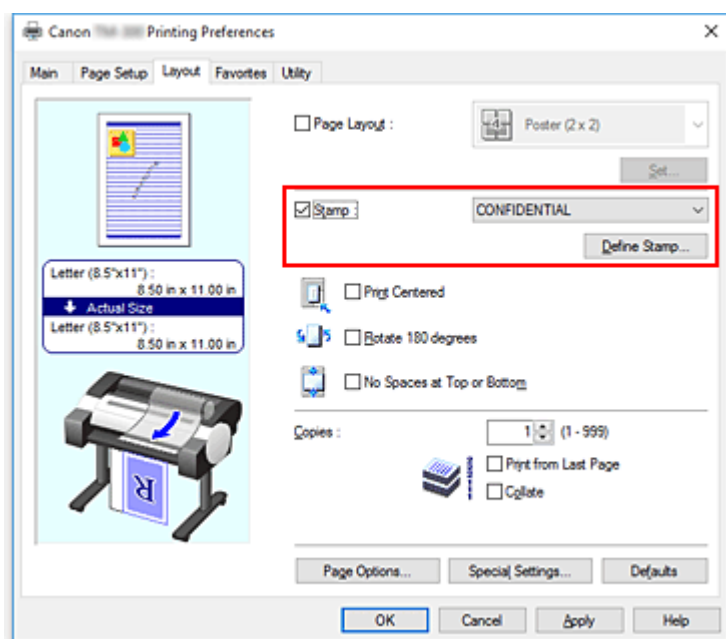 Canon Printing Preferences
Main Page Setup Layout Favorites Utility
Page Layout : 4 Poster (2 x 2)
Set...
Stamp : CONFIDENTIAL
Define Stamp...
Letter (8.5"x11") :
8.50 in x 11.00 in
Actual Size
Letter (8.5"x11") :
8.50 in x 11.00 in
Print Centered
Rotate 180 degrees
No Spaces at Top or Bottom
R
Copies : 1 (1 - 999)
Print from Last Page
Collate
Page Options... Special Settings... Defaults
OK Cancel Apply Help